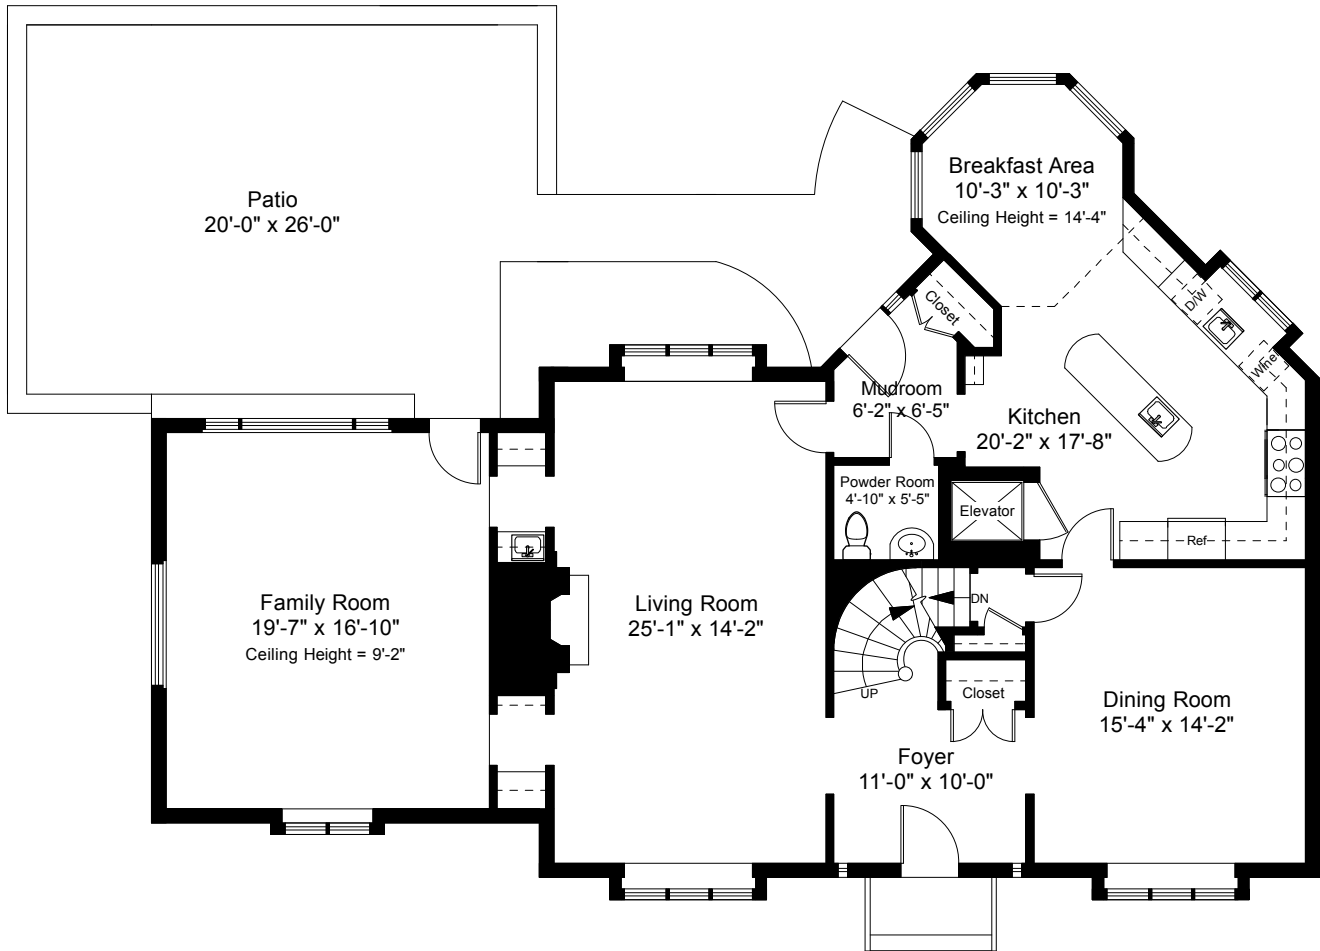 Patio
20'-0" x 26'-0"
Breakfast Area
10'-3" x 10'-3"
Ceiling Height = 14'-4"
Closet
D/W
Wine
Mudroom
6'-2" x 6'-5"
Kitchen
20'-2" x 17'-8"
Powder Room
4'-10" x 5'-5"
Elevator
Ref
Family Room
19'-7" x 16'-10"
Ceiling Height = 9'-2"
Living Room
25'-1" x 14'-2"
DN
UP
Closet
Dining Room
15'-4" x 14'-2"
Foyer
11'-0" x 10'-0"